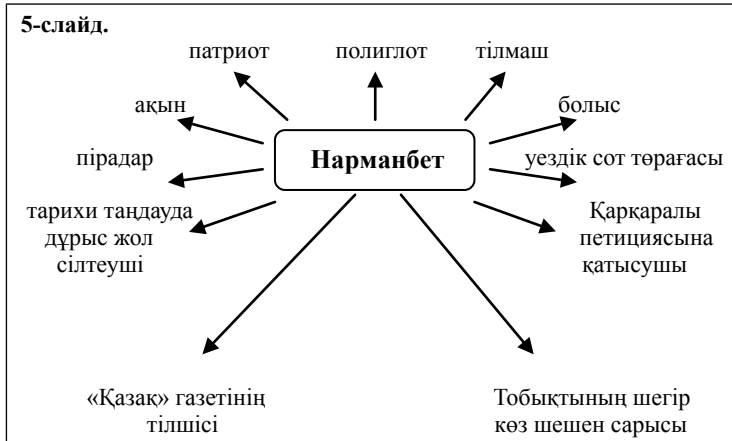 5-слайд.
патриот
полиглот
тілмаш
ақын
болыс
Нарманбет
пірадар
уездік сот төрағасы
тарихи таңдауда
дұрыс жол
сілтеуші
Қарқаралы
петициясына
қатысушы
«Қазақ» газетінің
тілшісі
Тобықтының шегір
көз шешен сарысы